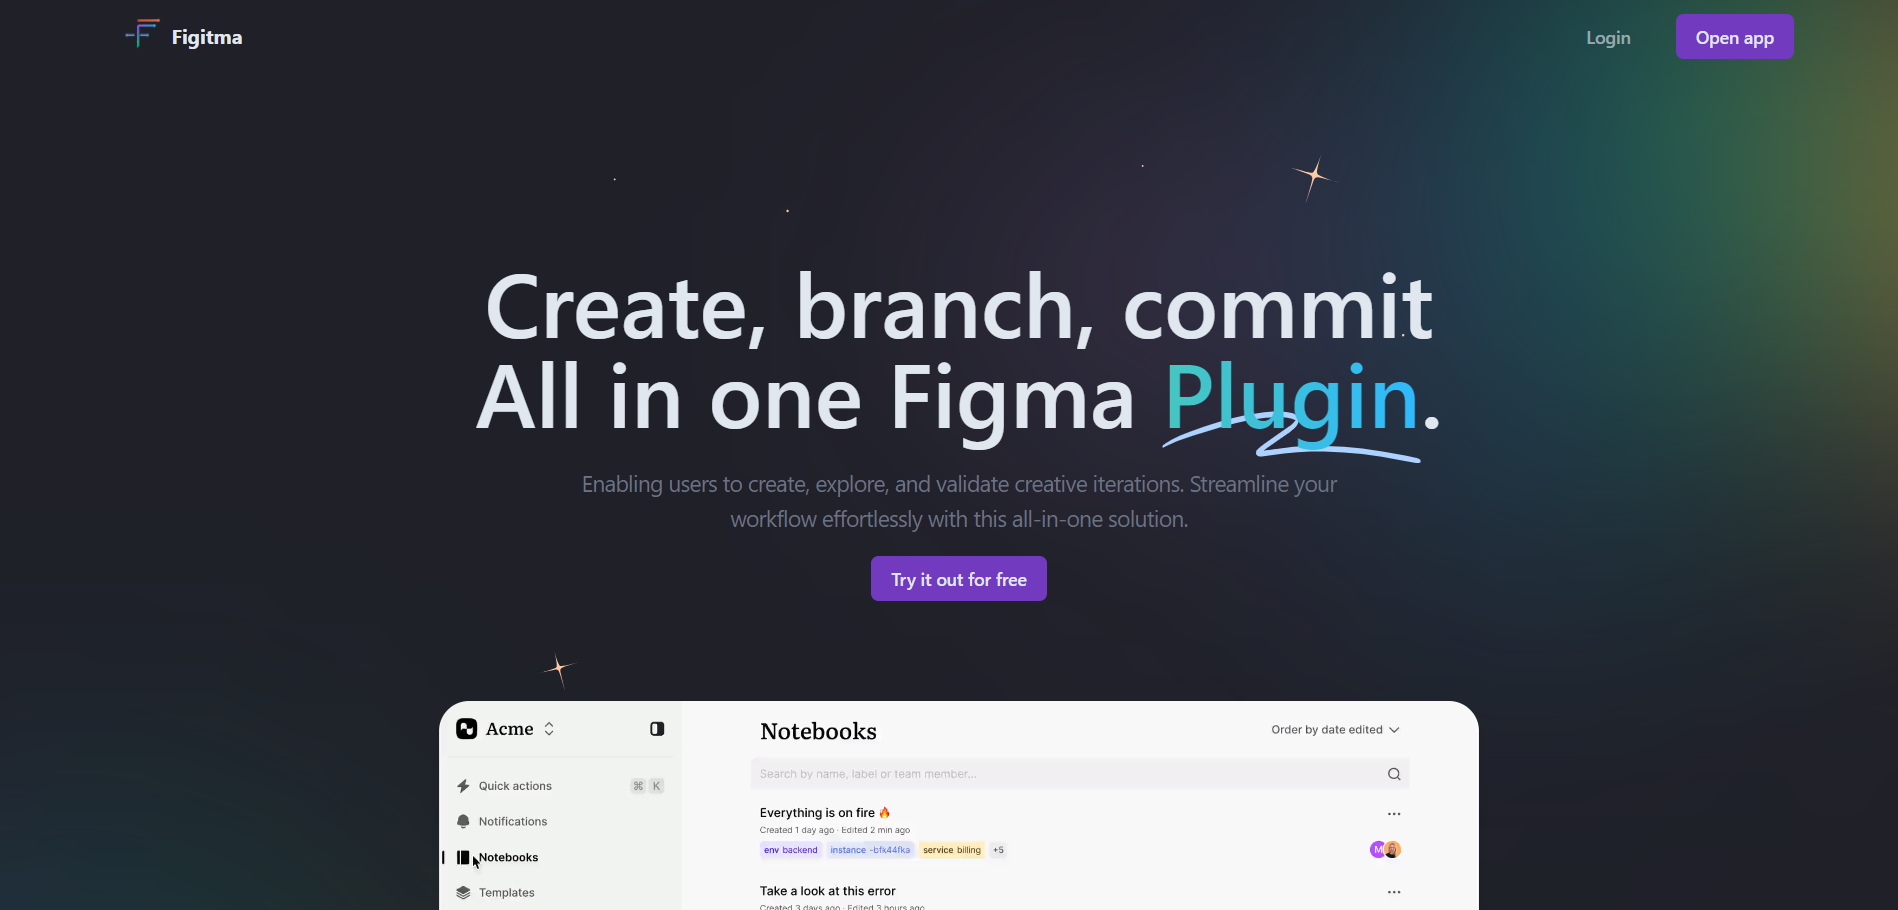 Figitma
Login
Open app
Create, branch, commit
All in one Figma Plugin.
Enabling users to create, explore, and validate creative iterations. Streamline your
workflow effortlessly with this all-in-one solution.
Try it out for free
Acme
Quick actions
⌘ K
Notifications
Notebooks
Templates
Notebooks
Order by date edited
Search by name, label or team member...
Everything is on fire 🔥
Created 1 day ago · Edited 2 min ago
env backend instance -bfk44fka service billing +5
M
Take a look at this error
Created 3 days ago · Edited 3 hours ago